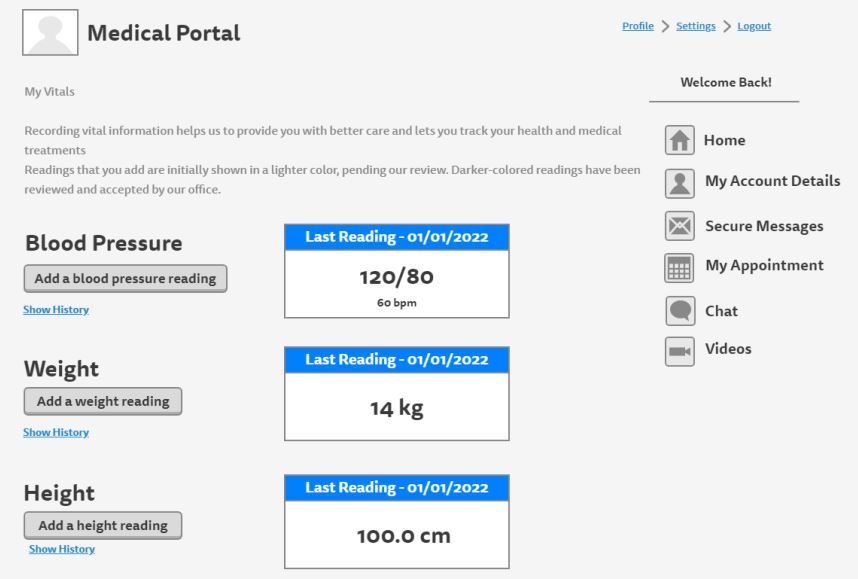 Medical Portal
Profile > Settings > Logout
Welcome Back!
My Vitals
Recording vital information helps us to provide you with better care and lets you track your health and medical
treatments
Readings that you add are initially shown in a lighter color, pending our review. Darker-colored readings have been
reviewed and accepted by our office.
Blood Pressure
Add a blood pressure reading
Show History
Last Reading - 01/01/2022
120/80
60 bpm
Weight
Add a weight reading
Show History
Last Reading - 01/01/2022
14 kg
Height
Add a height reading
Show History
Last Reading - 01/01/2022
100.0 cm
Home
My Account Details
Secure Messages
My Appointment
Chat
Videos